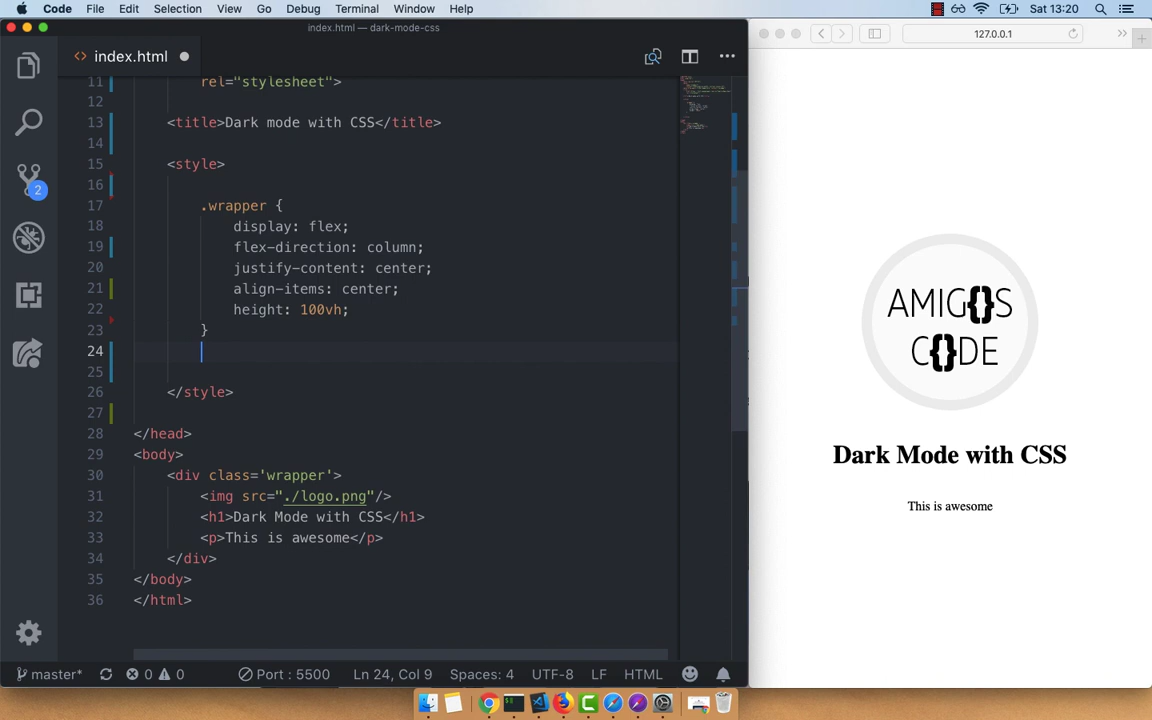 Code File Edit Selection View Go Debug Terminal Window Help Sat 13:20
index.html — dark-mode-css
127.0.0.1
<> index.html
11 rel="stylesheet">
12
13 <title>Dark mode with CSS</title>
14
15 <style>
16
17 .wrapper {
18 display: flex;
19 flex-direction: column;
20 justify-content: center;
21 align-items: center;
22 height: 100vh;
23 }
24
25
26 </style>
27
28 </head>
29 <body>
30 <div class='wrapper'>
31 <img src="./logo.png"/>
32 <h1>Dark Mode with CSS</h1>
33 <p>This is awesome</p>
34 </div>
35 </body>
36 </html>
2
AMIG{}S
C{}DE
Dark Mode with CSS
This is awesome
master* 0 0 Port : 5500 Ln 24, Col 9 Spaces: 4 UTF-8 LF HTML